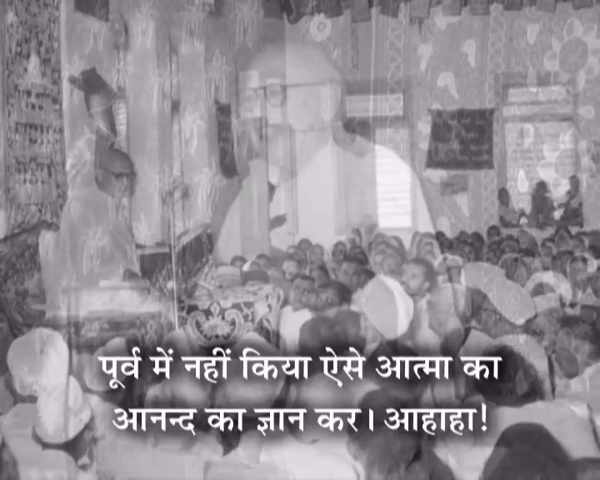 पूर्व में नहीं किया ऐसे आत्मा का
आनन्द का ज्ञान कर। आहाहा!